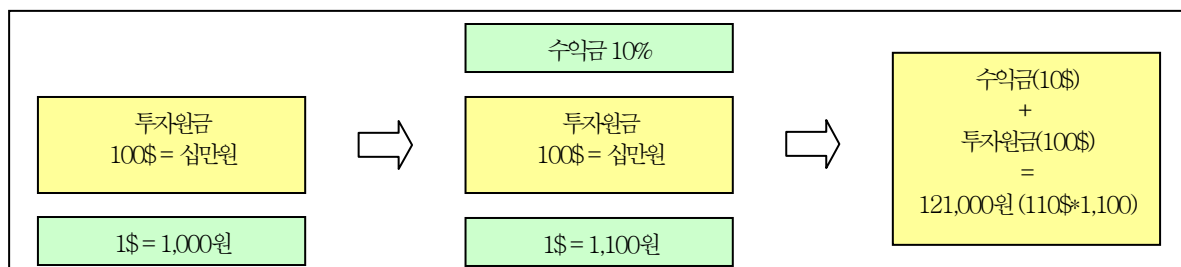 투자원금
100$ = 십만원
1$ = 1,000원
수익금 10%
투자원금
100$ = 십만원
1$ = 1,100원
수익금(10$)
+
투자원금(100$)
=
121,000원 (110$*1,100)